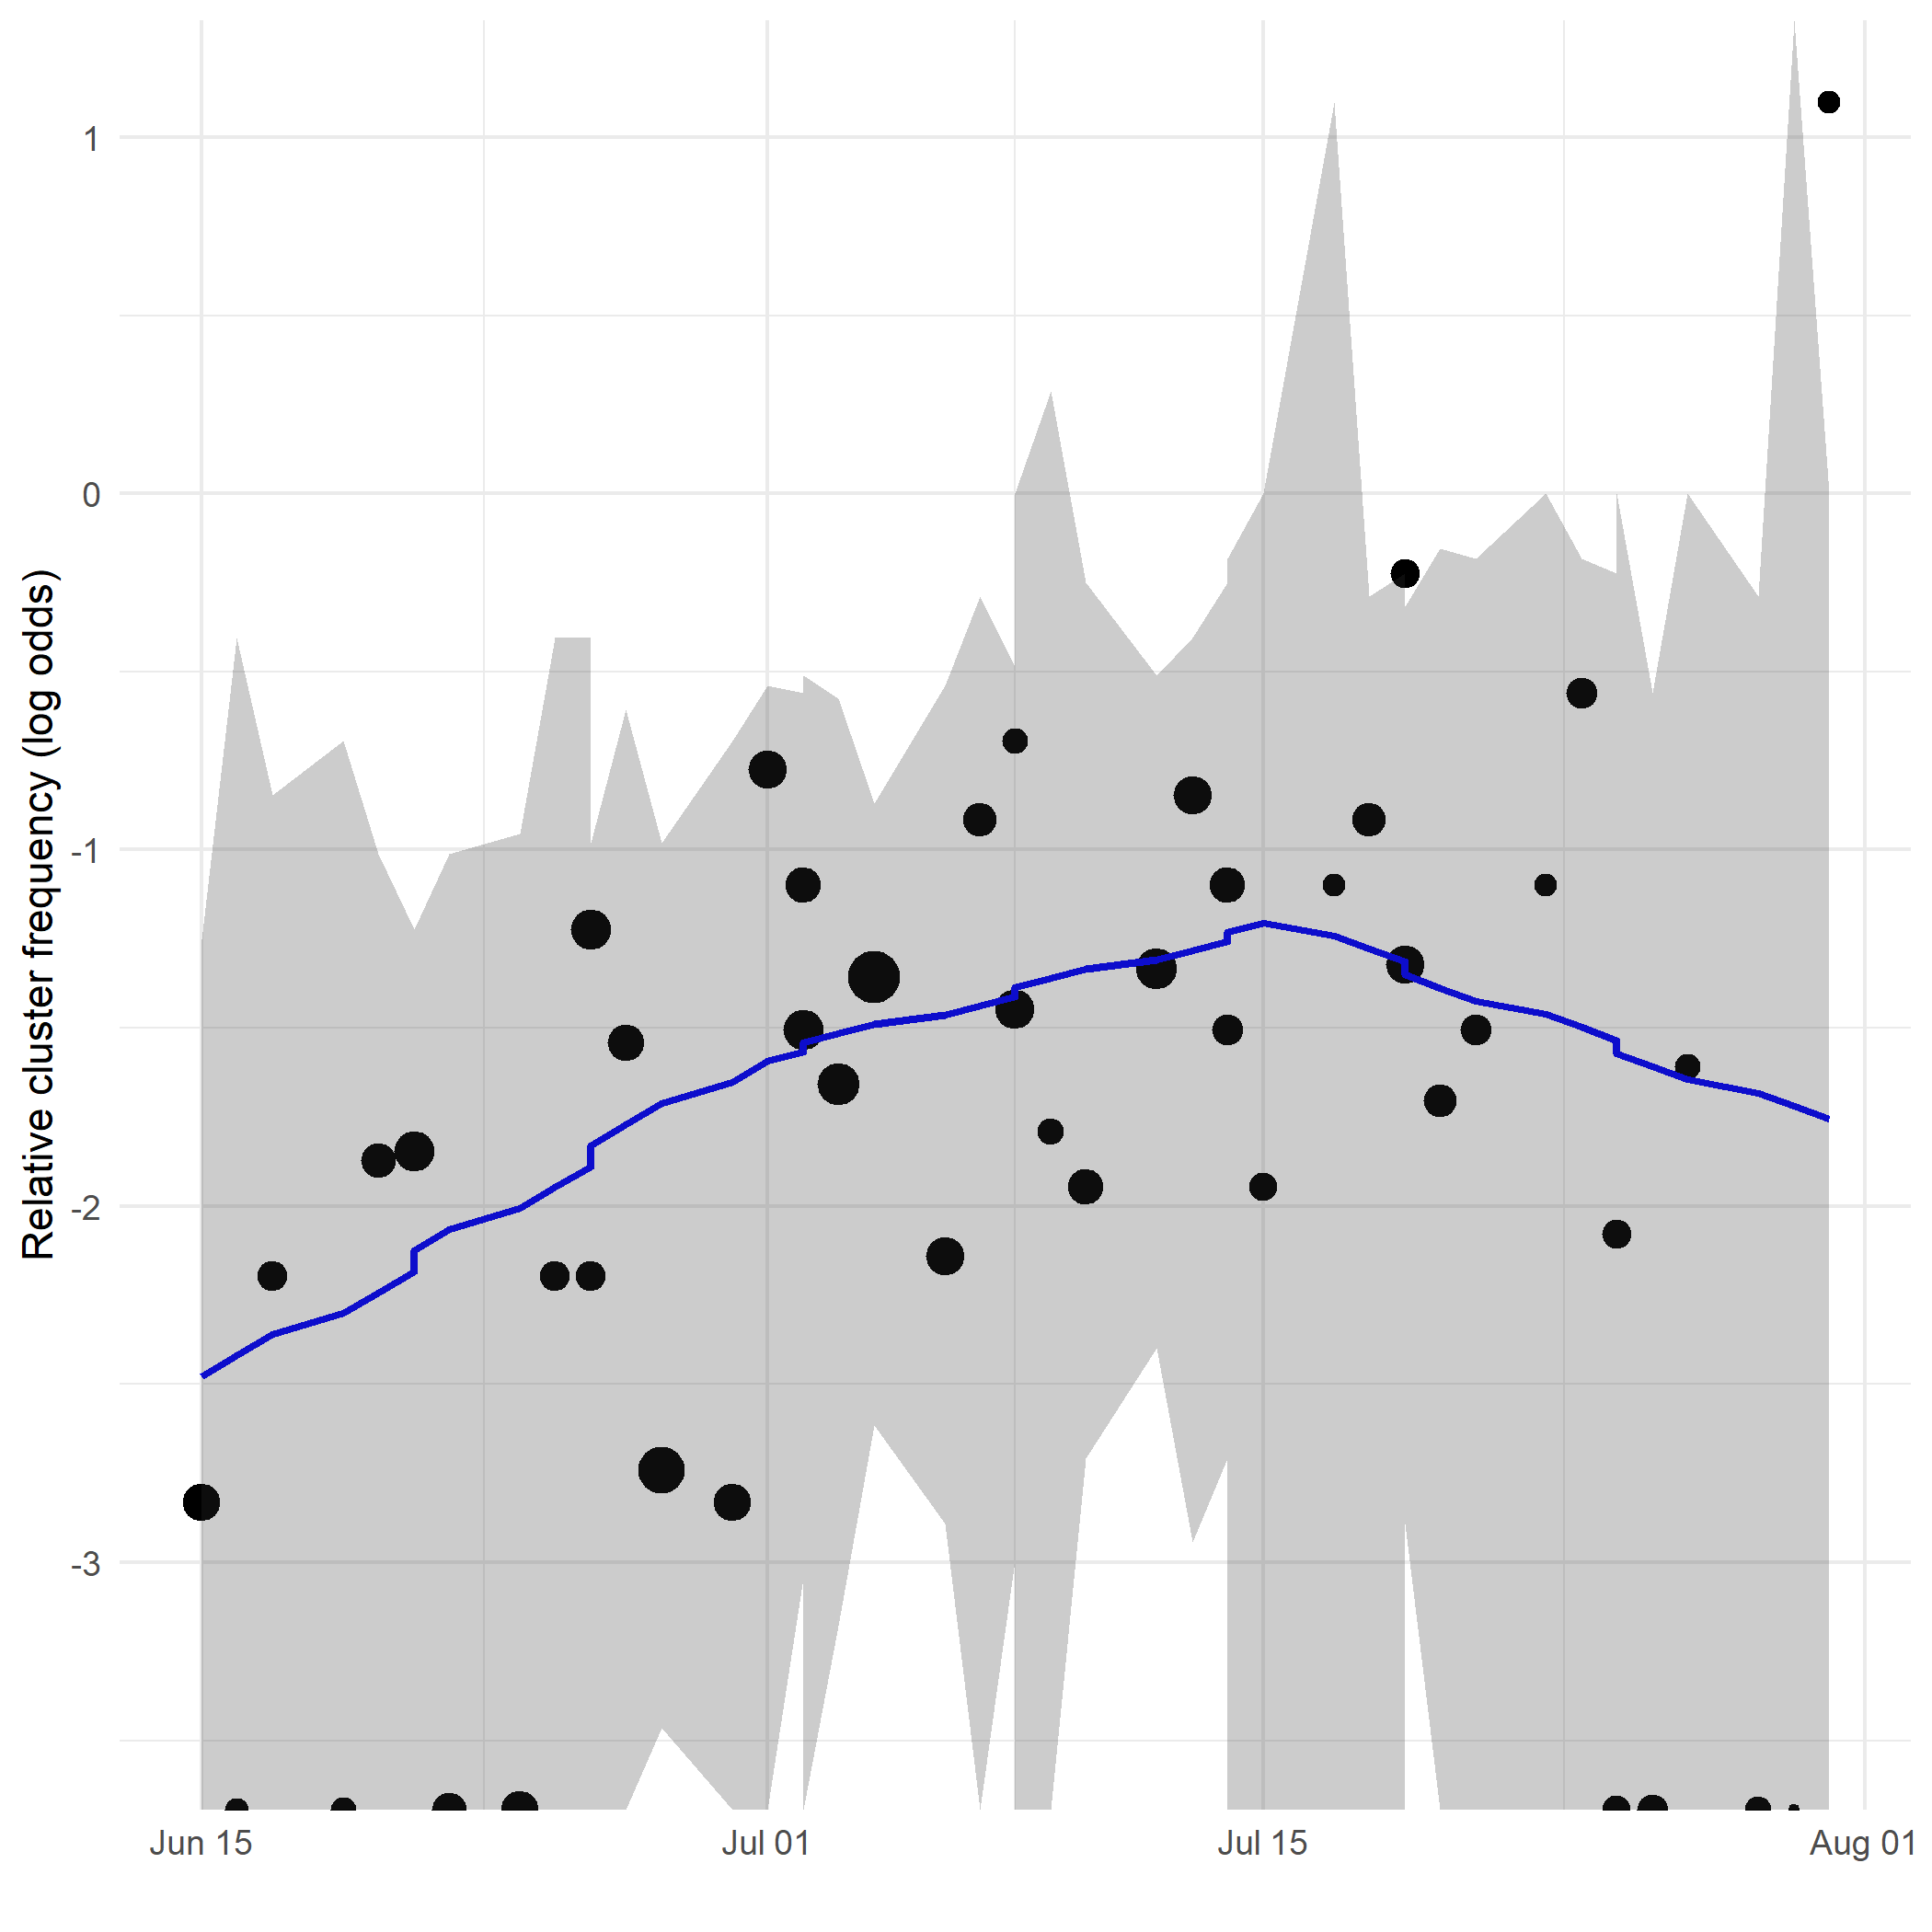 Relative cluster frequency (log odds)
1
0
-1
-2
-3
Jun 15
Jul 01
Jul 15
Aug 01